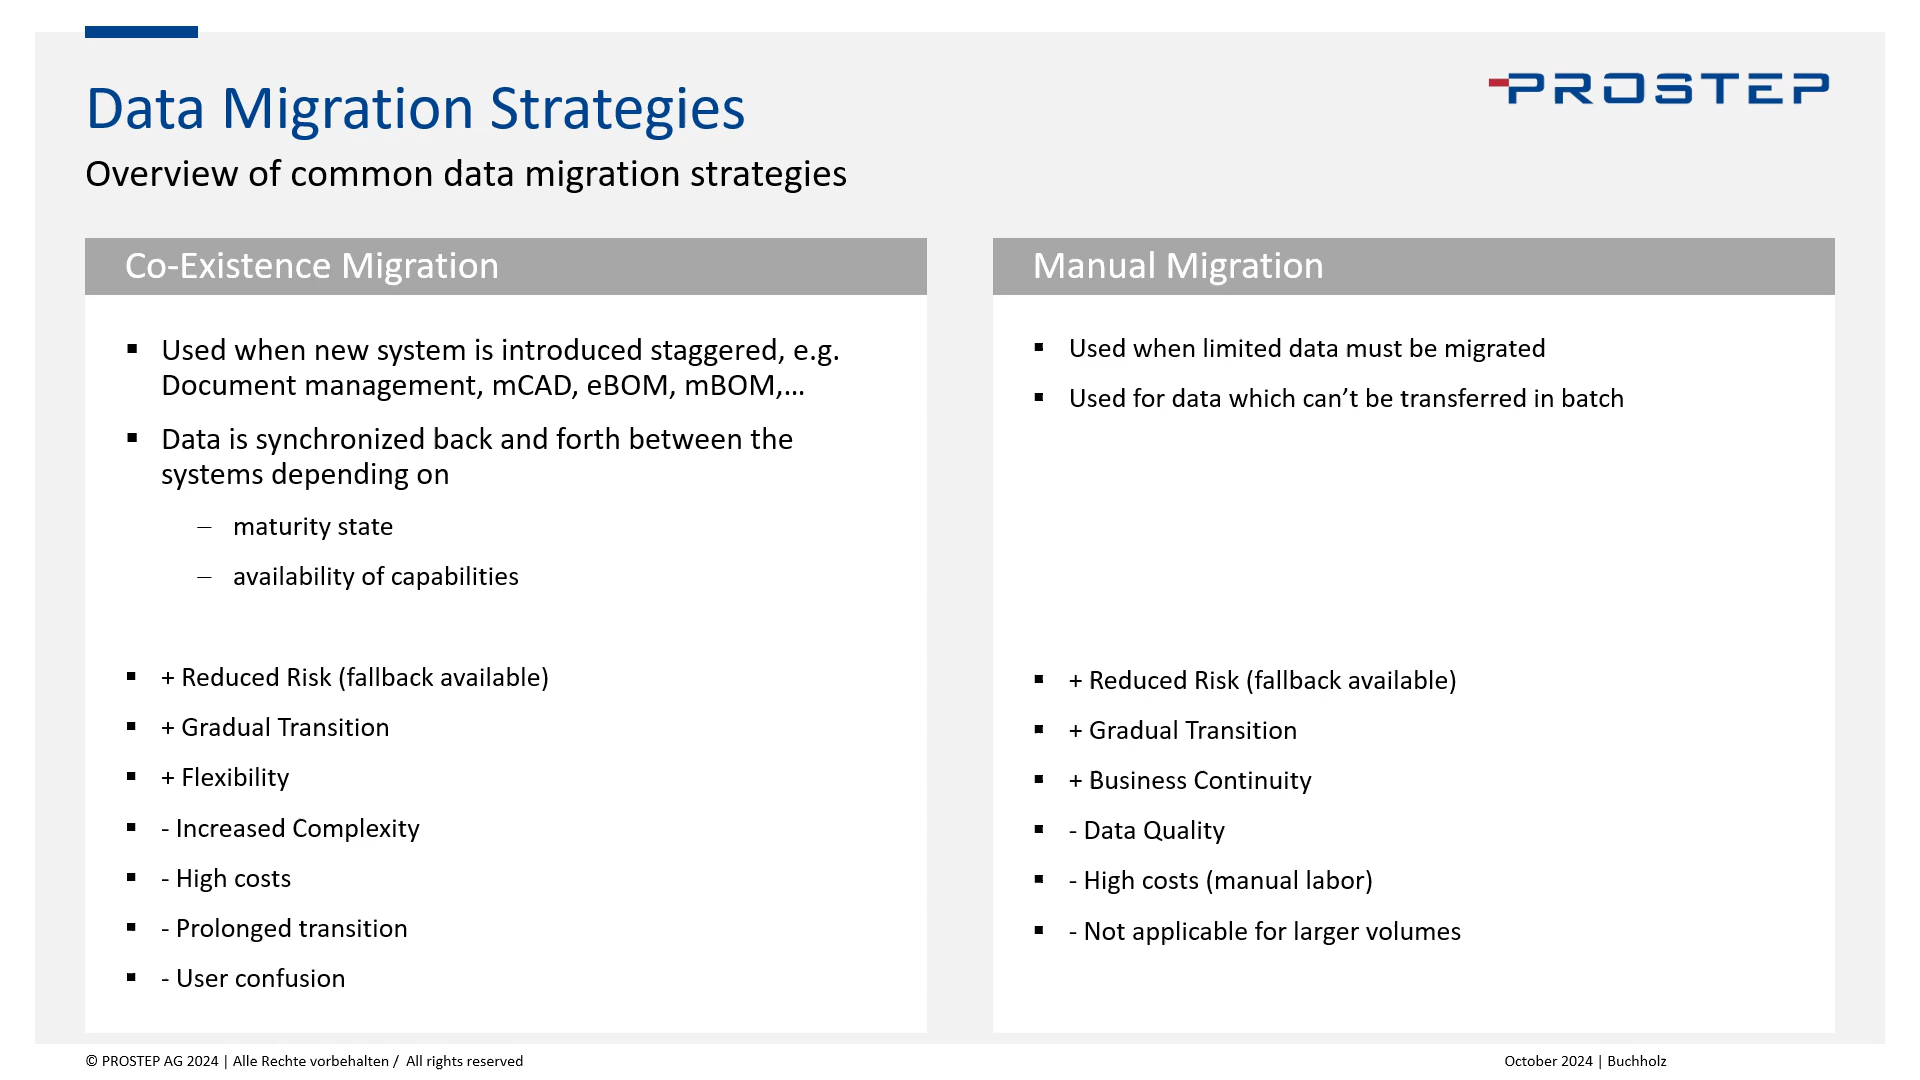 PROSTEP
Data Migration Strategies
Overview of common data migration strategies
Co-Existence Migration
▪ Used when new system is introduced staggered, e.g.
Document management, mCAD, eBOM, mBOM,...
▪ Data is synchronized back and forth between the
systems depending on
– maturity state
– availability of capabilities
▪ + Reduced Risk (fallback available)
▪ + Gradual Transition
▪ + Flexibility
▪ - Increased Complexity
▪ - High costs
▪ - Prolonged transition
▪ - User confusion
Manual Migration
▪ Used when limited data must be migrated
▪ Used for data which can’t be transferred in batch
▪ + Reduced Risk (fallback available)
▪ + Gradual Transition
▪ + Business Continuity
▪ - Data Quality
▪ - High costs (manual labor)
▪ - Not applicable for larger volumes
© PROSTEP AG 2024 | Alle Rechte vorbehalten / All rights reserved
October 2024 | Buchholz